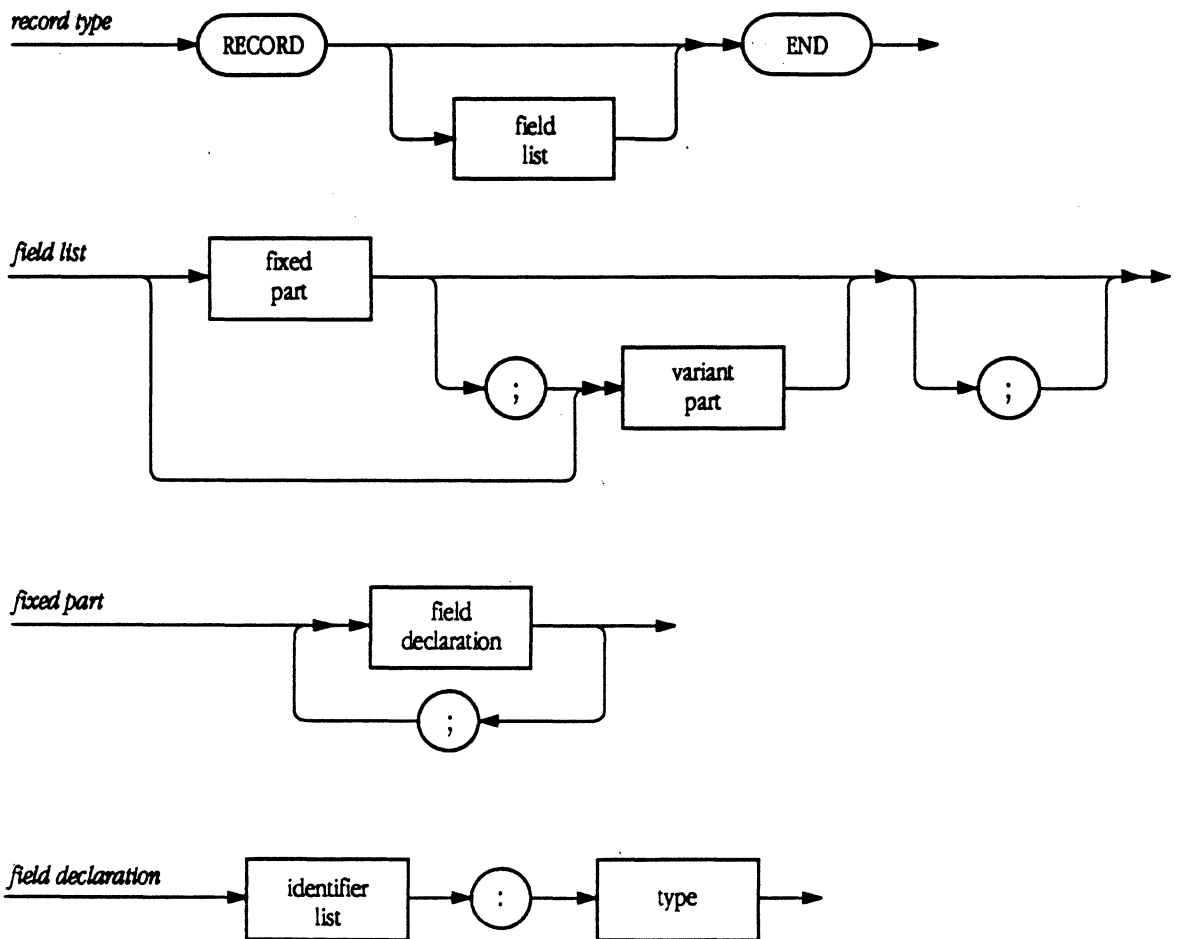 record type
RECORD
END
field
list
field list
fixed
part
;
variant
part
;
fixed part
field
declaration
;
field declaration
identifier
list
:
type